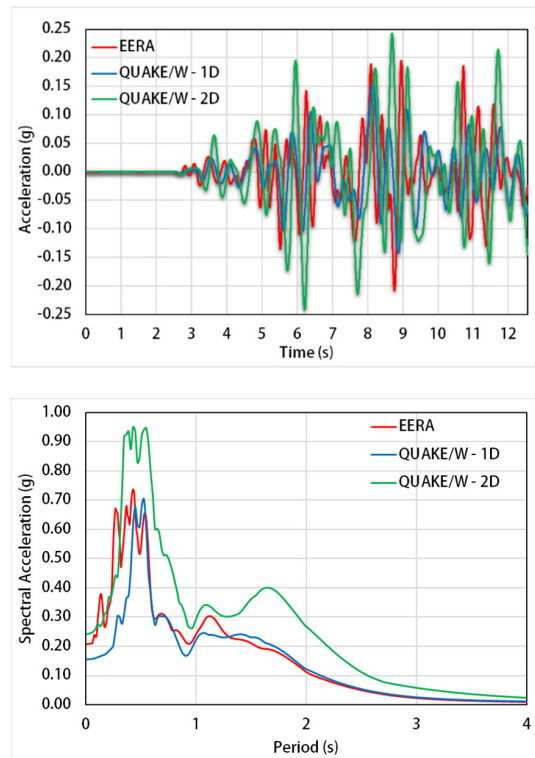 0.25
0.20
0.15
0.10
0.05
0.00
-0.05
-0.10
-0.15
-0.20
-0.25
Acceleration (g)
EERA
QUAKE/W - 1D
QUAKE/W - 2D
0 1 2 3 4 5 6 7 8 9 10 11 12
Time (s)
1.00
0.90
0.80
0.70
0.60
0.50
0.40
0.30
0.20
0.10
0.00
Spectral Acceleration (g)
EERA
QUAKE/W - 1D
QUAKE/W - 2D
0 1 2 3 4
Period (s)